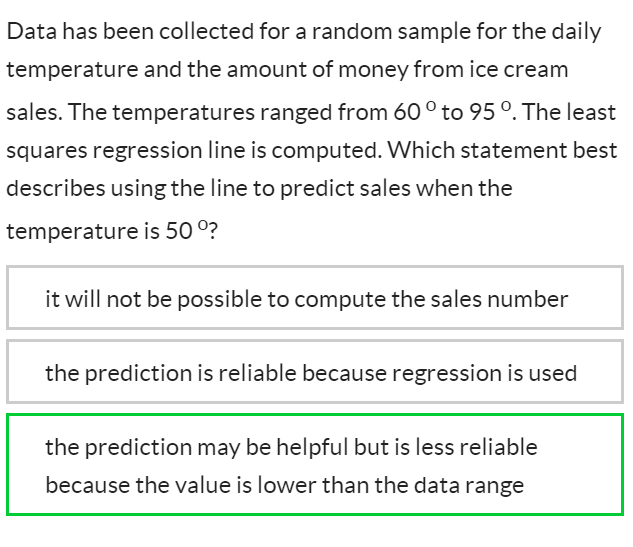 Data has been collected for a random sample for the daily
temperature and the amount of money from ice cream
sales. The temperatures ranged from 60 º to 95 º. The least
squares regression line is computed. Which statement best
describes using the line to predict sales when the
temperature is 50 º?
it will not be possible to compute the sales number
the prediction is reliable because regression is used
the prediction may be helpful but is less reliable
because the value is lower than the data range